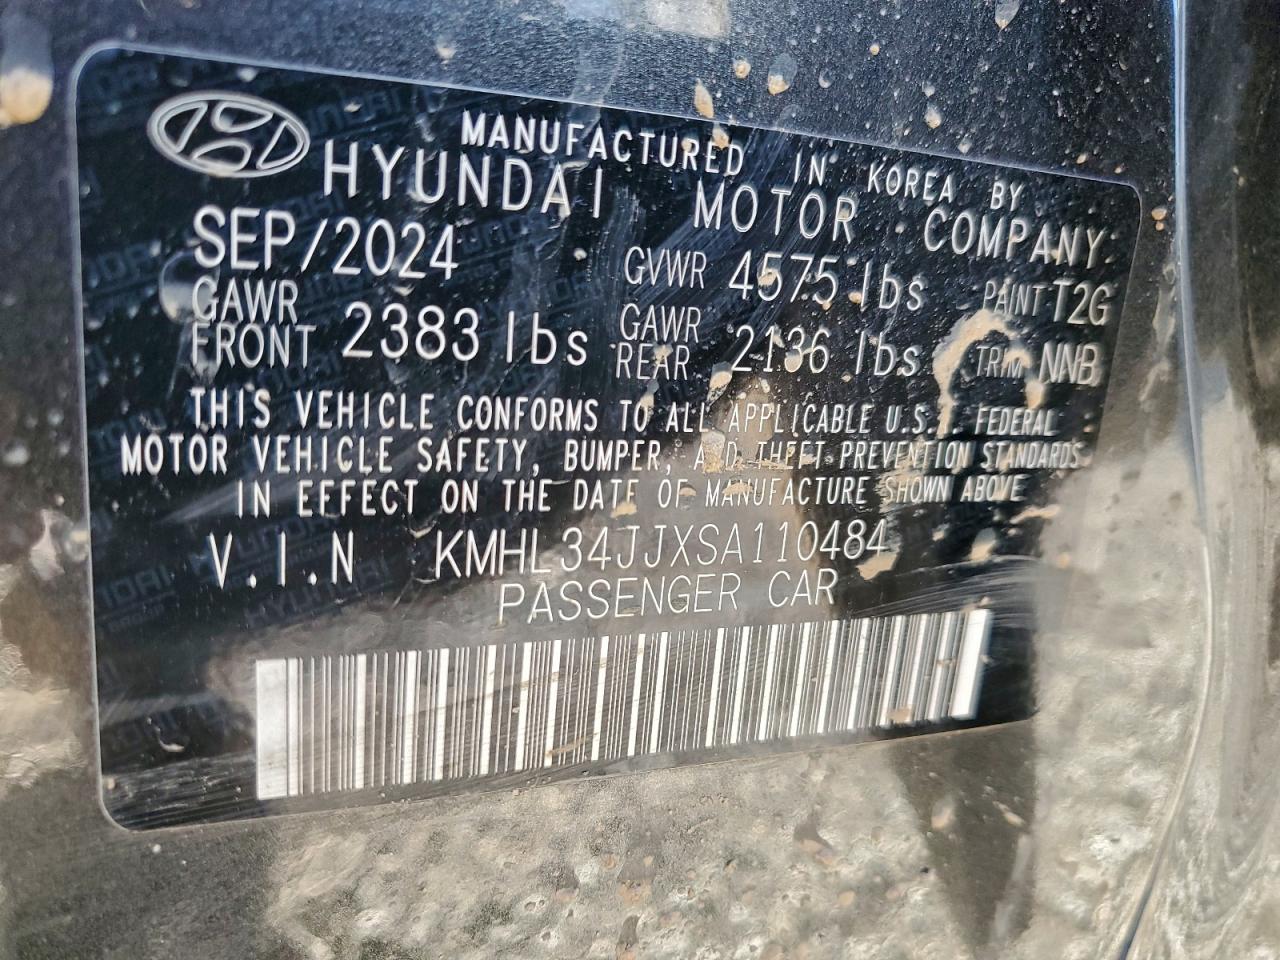 MANUFACTURED IN KOREA BY
HYUNDAI MOTOR COMPANY
SEP/2024 GVWR 4575 lbs PAINT T2G
GAWR FRONT 2383 lbs GAWR REAR 2136 lbs TRIM NNB
THIS VEHICLE CONFORMS TO ALL APPLICABLE U.S. FEDERAL
MOTOR VEHICLE SAFETY, BUMPER, AND THEFT PREVENTION STANDARDS
IN EFFECT ON THE DATE OF MANUFACTURE SHOWN ABOVE
V.I.N KMHL34JJXSA110484
PASSENGER CAR